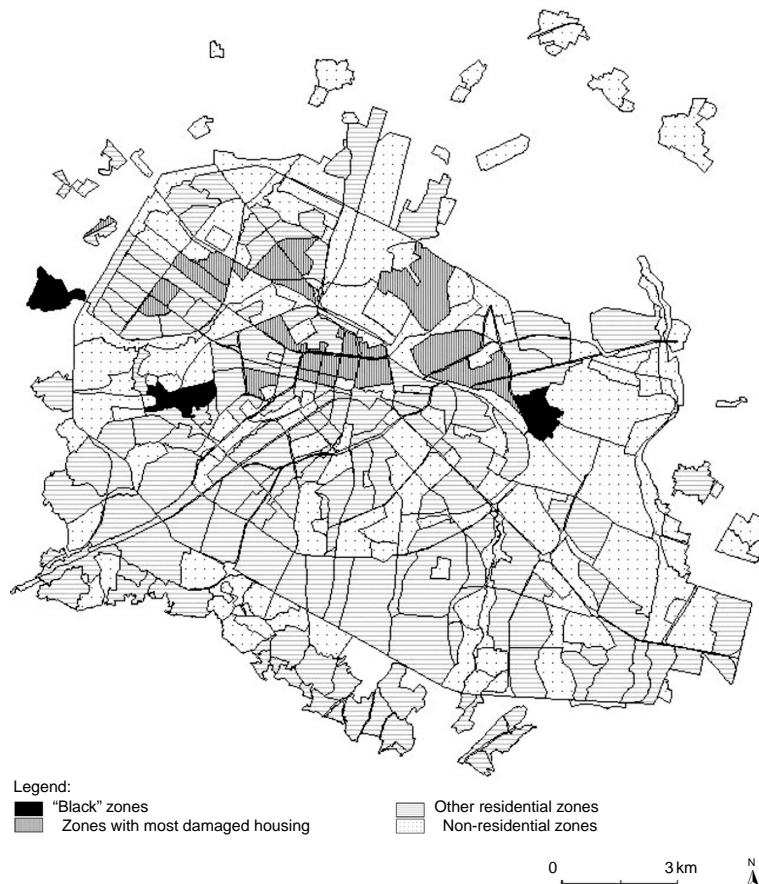 Legend:
“Black” zones
Zones with most damaged housing
Other residential zones
Non-residential zones
0 3 km
N